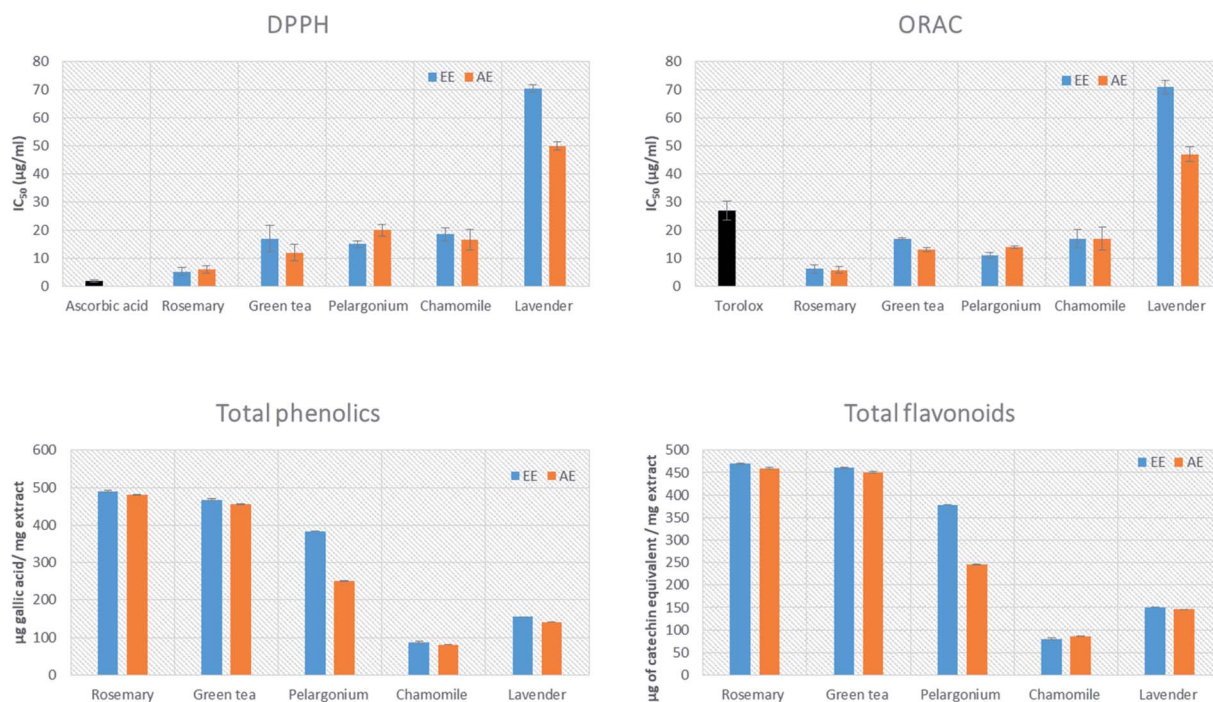 DPPH
80
70
60
50
40
30
20
10
0
IC₅₀ (µg/ml)
EE AE
Ascorbic acid Rosemary Green tea Pelargonium Chamomile Lavender
ORAC
80
70
60
50
40
30
20
10
0
IC₅₀ (µg/ml)
EE AE
Torolox Rosemary Green tea Pelargonium Chamomile Lavender
Total phenolics
600
500
400
300
200
100
0
µg gallic acid/ mg extract
EE AE
Rosemary Green tea Pelargonium Chamomile Lavender
Total flavonoids
500
450
400
350
300
250
200
150
100
50
0
µg of catechin equivalent / mg extract
EE AE
Rosemary Green tea Pelargonium Chamomile Lavender